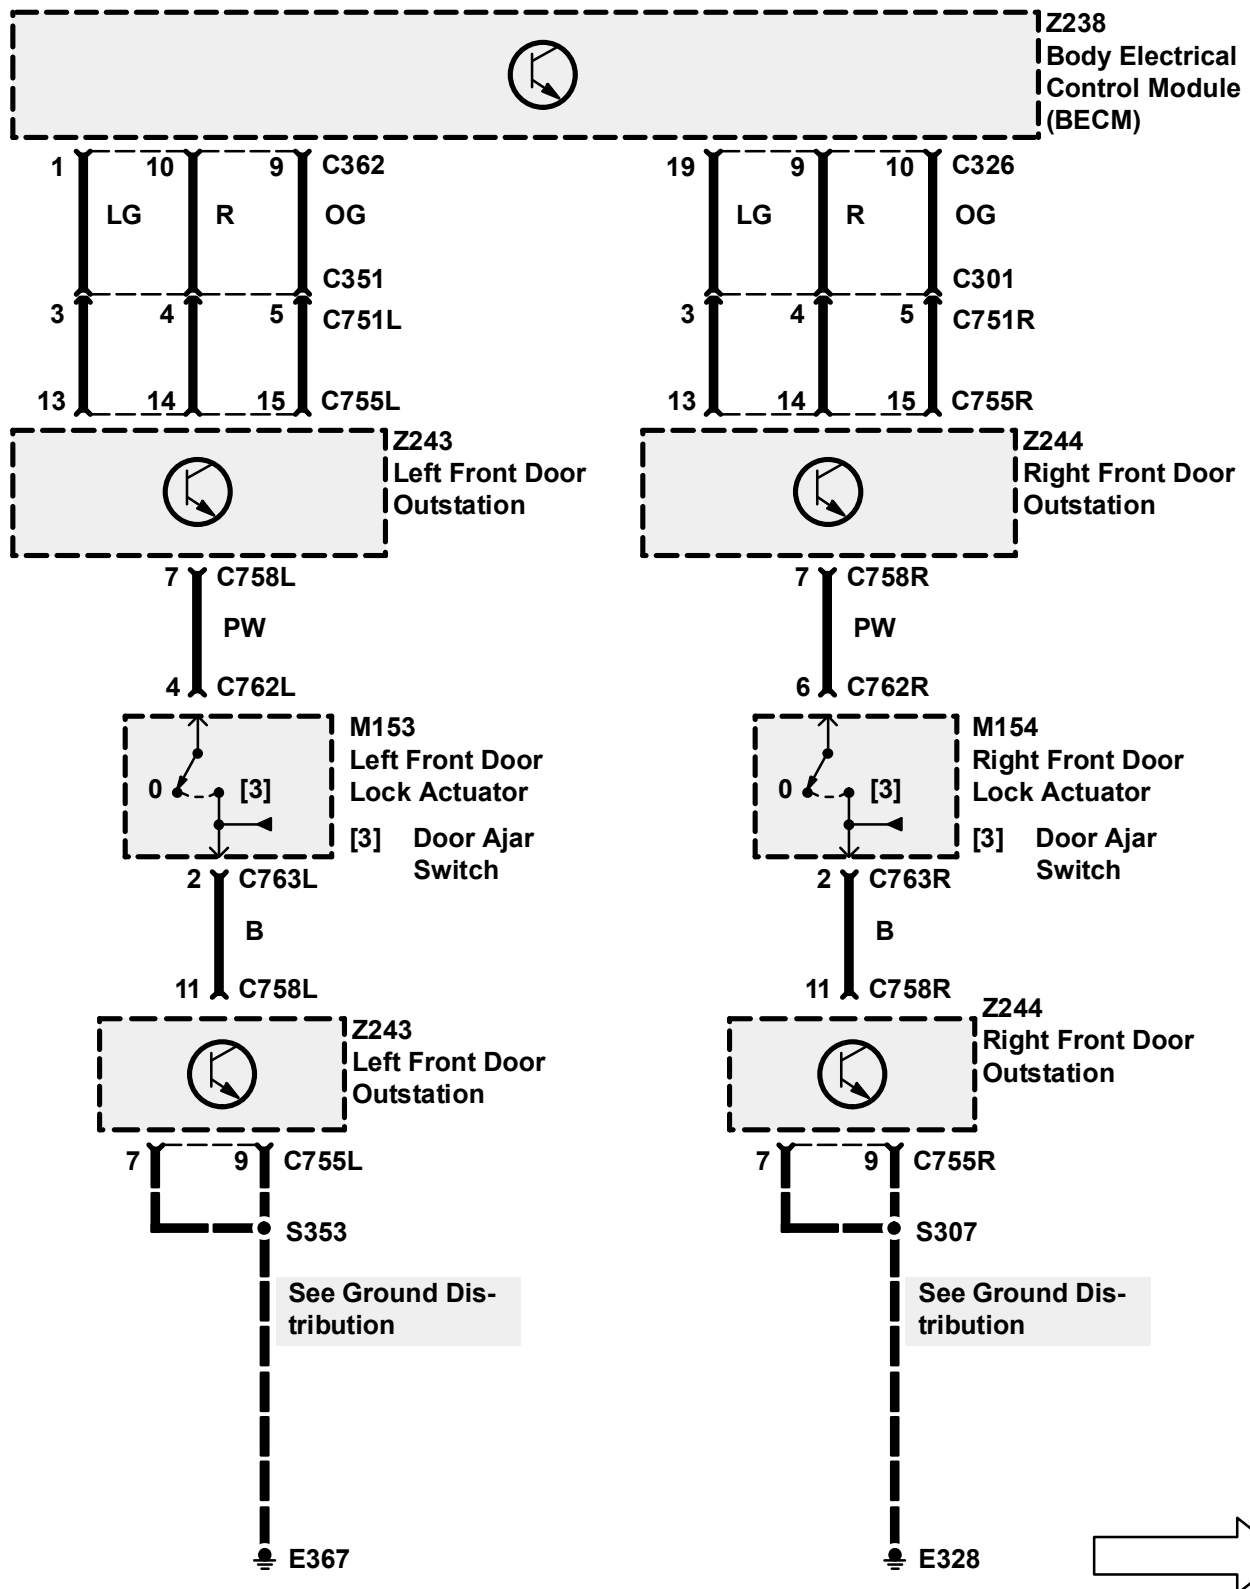 Z238
Body Electrical
Control Module
(BECM)
1 10 9 C362
19 9 10 C326
LG R OG
LG R OG
C351
C301
3 4 5 C751L
3 4 5 C751R
13 14 15 C755L
13 14 15 C755R
Z243
Left Front Door
Outstation
Z244
Right Front Door
Outstation
7 C758L
7 C758R
PW
PW
4 C762L
6 C762R
M153
Left Front Door
Lock Actuator
0 [3]
[3] Door Ajar
Switch
M154
Right Front Door
Lock Actuator
0 [3]
[3] Door Ajar
Switch
2 C763L
2 C763R
B
B
11 C758L
11 C758R
Z243
Left Front Door
Outstation
Z244
Right Front Door
Outstation
7 9 C755L
7 9 C755R
S353
S307
See Ground Dis-
tribution
See Ground Dis-
tribution
E367
E328